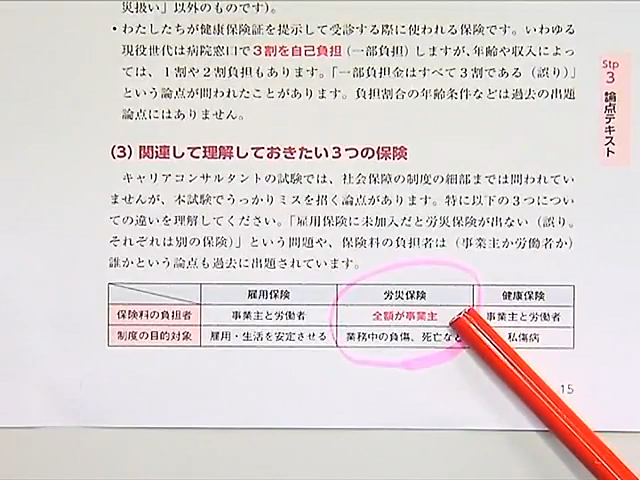 災扱い」以外のものです)。
・わたしたちが健康保険証を提示して受診する際に使われる保険です。いわゆる
現役世代は病院窓口で3割を自己負担(一部負担)しますが、年齢や収入によっ
ては、1割や2割負担もあります。「一部負担金はすべて3割である(誤り)」
という論点が問われたことがあります。負担割合の年齢条件などは過去の出題
論点にはありません。
Stp
3
論点テキスト
(3) 関連して理解しておきたい3つの保険
キャリアコンサルタントの試験では、社会保障の制度の細部までは問われてい
ませんが、本試験でうっかりミスを招く論点があります。特に以下の3つについ
ての違いを理解してください。「雇用保険に未加入だと労災保険が出ない(誤り。
それぞれは別の保険)」という問題や、保険料の負担者は(事業主か労働者か)
誰かという論点も過去に出題されています。
雇用保険 労災保険 健康保険
保険料の負担者 事業主と労働者 全額が事業主 事業主と労働者
制度の目的対象 雇用・生活を安定させる 業務中の負傷、死亡など 私傷病
15